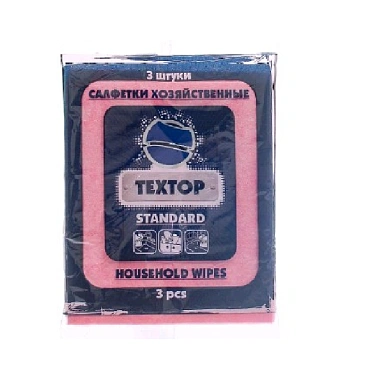 3 штуки
САЛФЕТКИ ХОЗЯЙСТВЕННЫЕ
TEXTOP
STANDARD
HOUSEHOLD WIPES
3 pcs